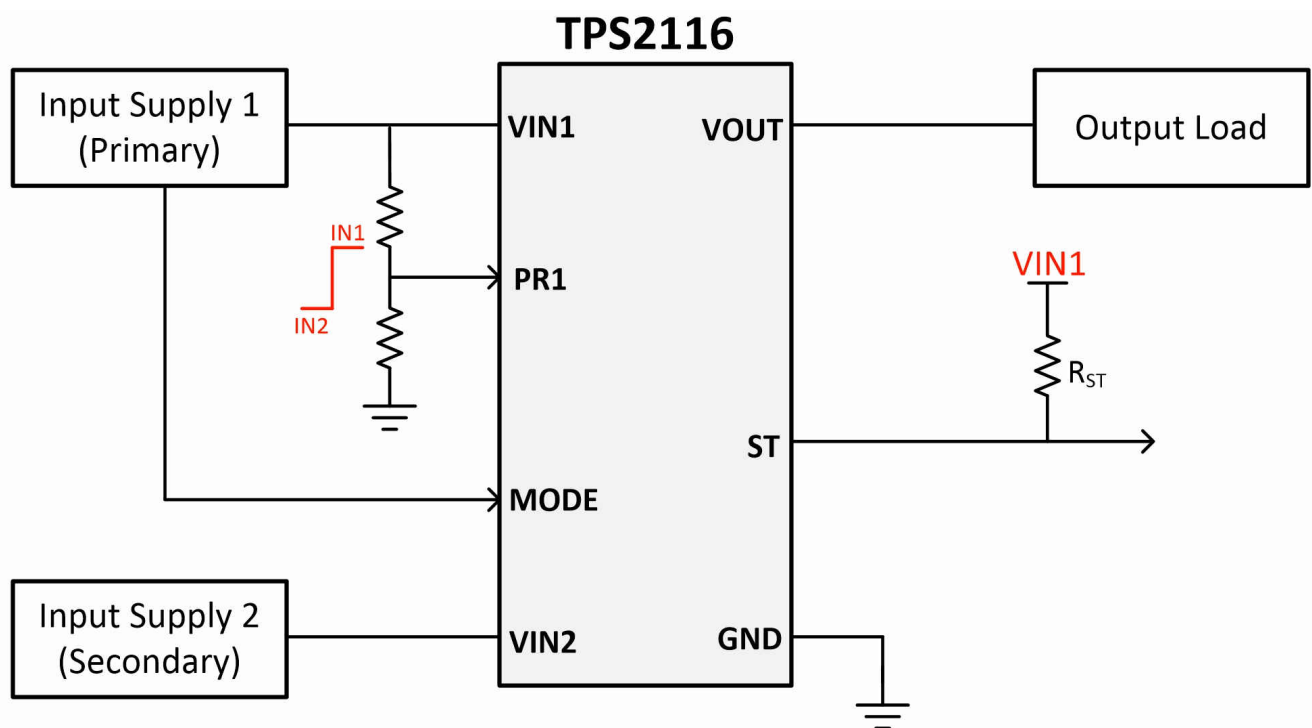 TPS2116
Input Supply 1
(Primary)
VIN1
VOUT
Output Load
IN1
IN2
PR1
VIN1
R_ST
ST
MODE
Input Supply 2
(Secondary)
VIN2
GND